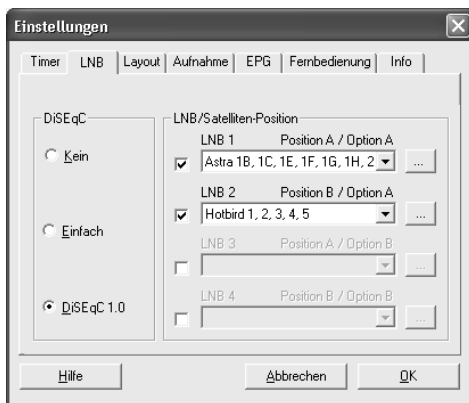 Einstellungen
Timer LNB Layout Aufnahme EPG Fernbedienung Info
DiSEqC
Kein
Einfach
DiSEqC 1.0
LNB/Satelliten-Position
LNB 1 Position A / Option A
Astra 1B, 1C, 1E, 1F, 1G, 1H, 2 ...
LNB 2 Position B / Option A
Hotbird 1, 2, 3, 4, 5 ...
LNB 3 Position A / Option B
...
LNB 4 Position B / Option B
...
Hilfe Abbrechen OK